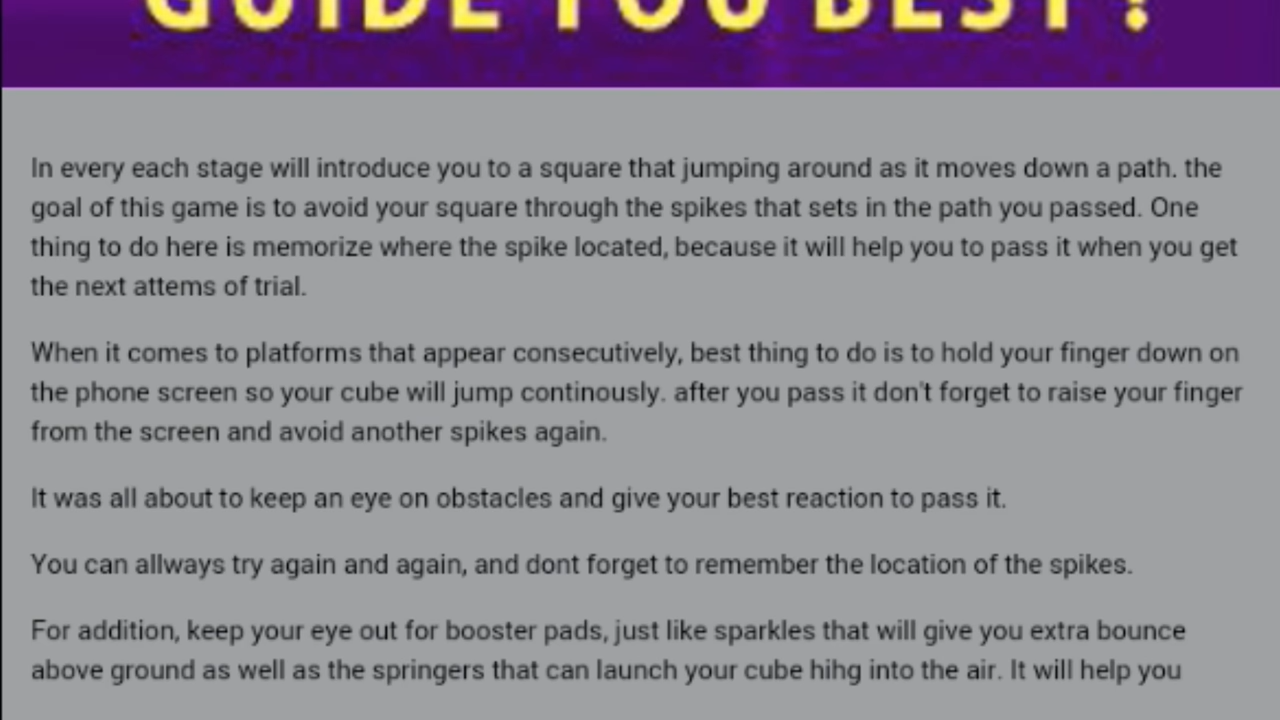 GUIDE YOU BEST !
In every each stage will introduce you to a square that jumping around as it moves down a path. the
goal of this game is to avoid your square through the spikes that sets in the path you passed. One
thing to do here is memorize where the spike located, because it will help you to pass it when you get
the next attems of trial.
When it comes to platforms that appear consecutively, best thing to do is to hold your finger down on
the phone screen so your cube will jump continously. after you pass it don't forget to raise your finger
from the screen and avoid another spikes again.
It was all about to keep an eye on obstacles and give your best reaction to pass it.
You can allways try again and again, and dont forget to remember the location of the spikes.
For addition, keep your eye out for booster pads, just like sparkles that will give you extra bounce
above ground as well as the springers that can launch your cube hihg into the air. It will help you